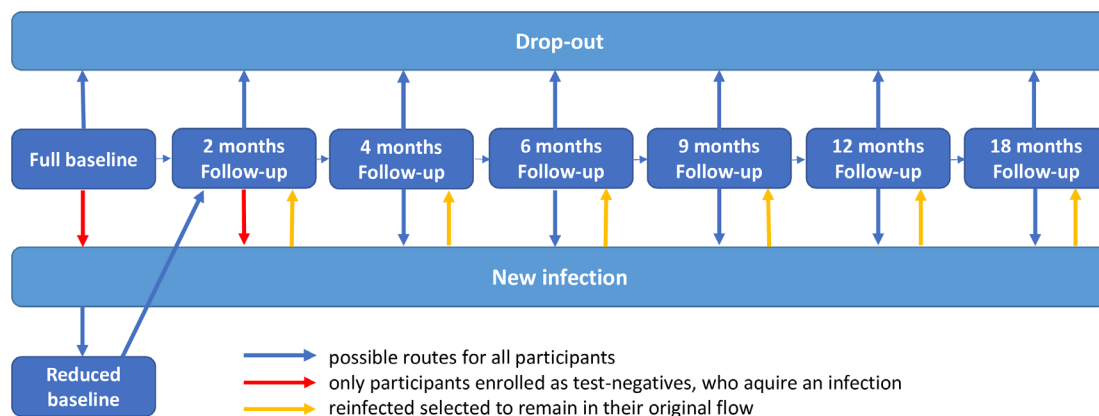 Drop-out
Full baseline
2 months
Follow-up
4 months
Follow-up
6 months
Follow-up
9 months
Follow-up
12 months
Follow-up
18 months
Follow-up
New infection
Reduced
baseline
possible routes for all participants
only participants enrolled as test-negatives, who aquire an infection
reinfected selected to remain in their original flow